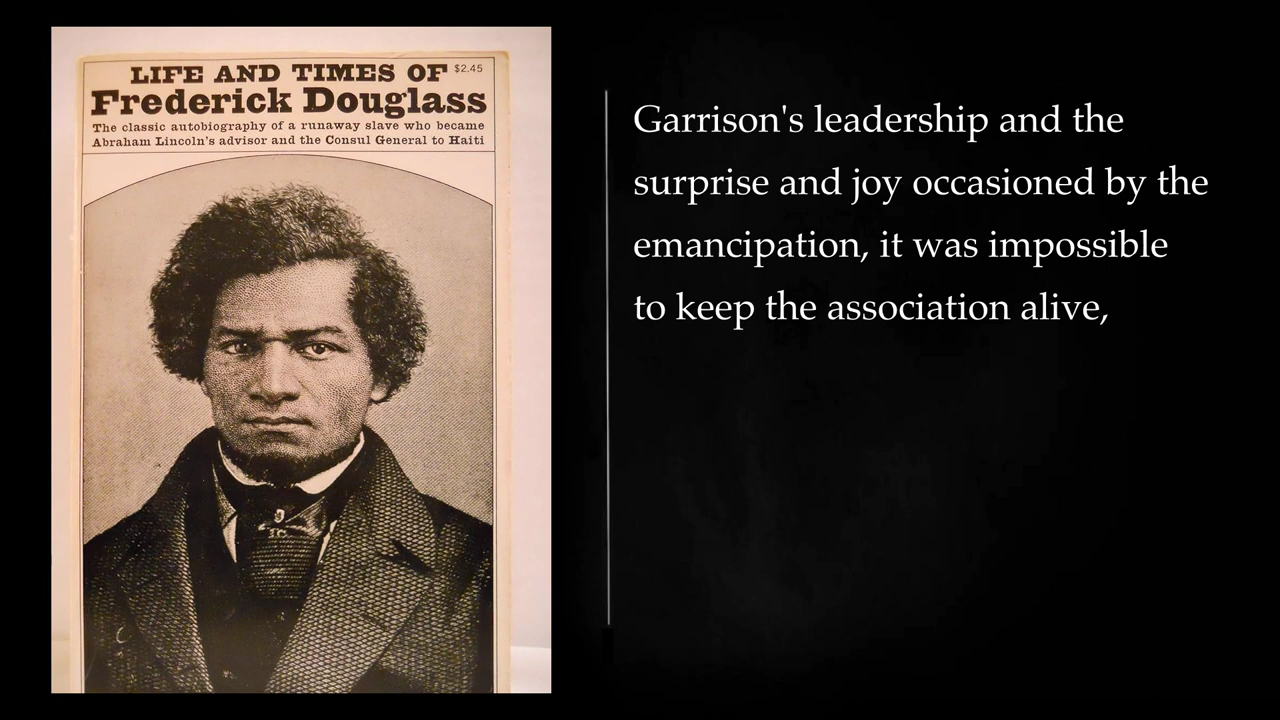 LIFE AND TIMES OF $2.45
Frederick Douglass
The classic autobiography of a runaway slave who became
Abraham Lincoln's advisor and the Consul General to Haiti
Garrison's leadership and the
surprise and joy occasioned by the
emancipation, it was impossible
to keep the association alive,